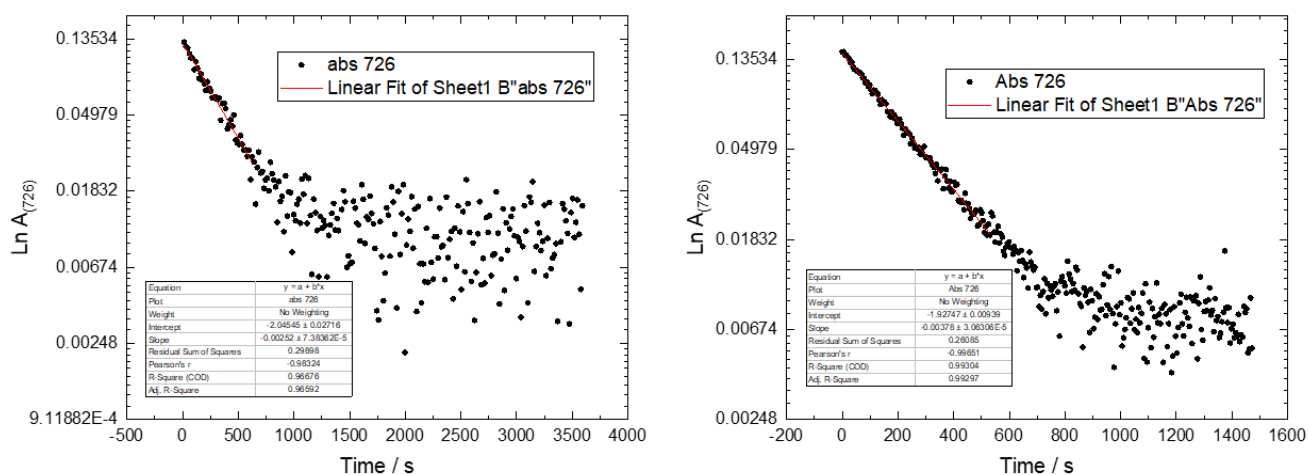 0.13534
0.04979
0.01832
0.00674
0.00248
9.11882E-4
Ln A(726)
abs 726
Linear Fit of Sheet1 B"abs 726"
Equation y = a + b*x
Plot abs 726
Weight No Weighting
Intercept -2.04545 ± 0.02716
Slope -0.00252 ± 7.38362E-5
Residual Sum of Squares 0.29898
Pearson's r -0.98324
R-Square (COD) 0.96676
Adj. R-Square 0.96592
-500 0 500 1000 1500 2000 2500 3000 3500 4000
Time / s
0.13534
0.04979
0.01832
0.00674
0.00248
Ln A(726)
Abs 726
Linear Fit of Sheet1 B"Abs 726"
Equation y = a + b*x
Plot Abs 726
Weight No Weighting
Intercept -1.92747 ± 0.00939
Slope -0.00378 ± 3.06306E-5
Residual Sum of Squares 0.26085
Pearson's r -0.99651
R-Square (COD) 0.99304
Adj. R-Square 0.99297
-200 0 200 400 600 800 1000 1200 1400 1600
Time / s